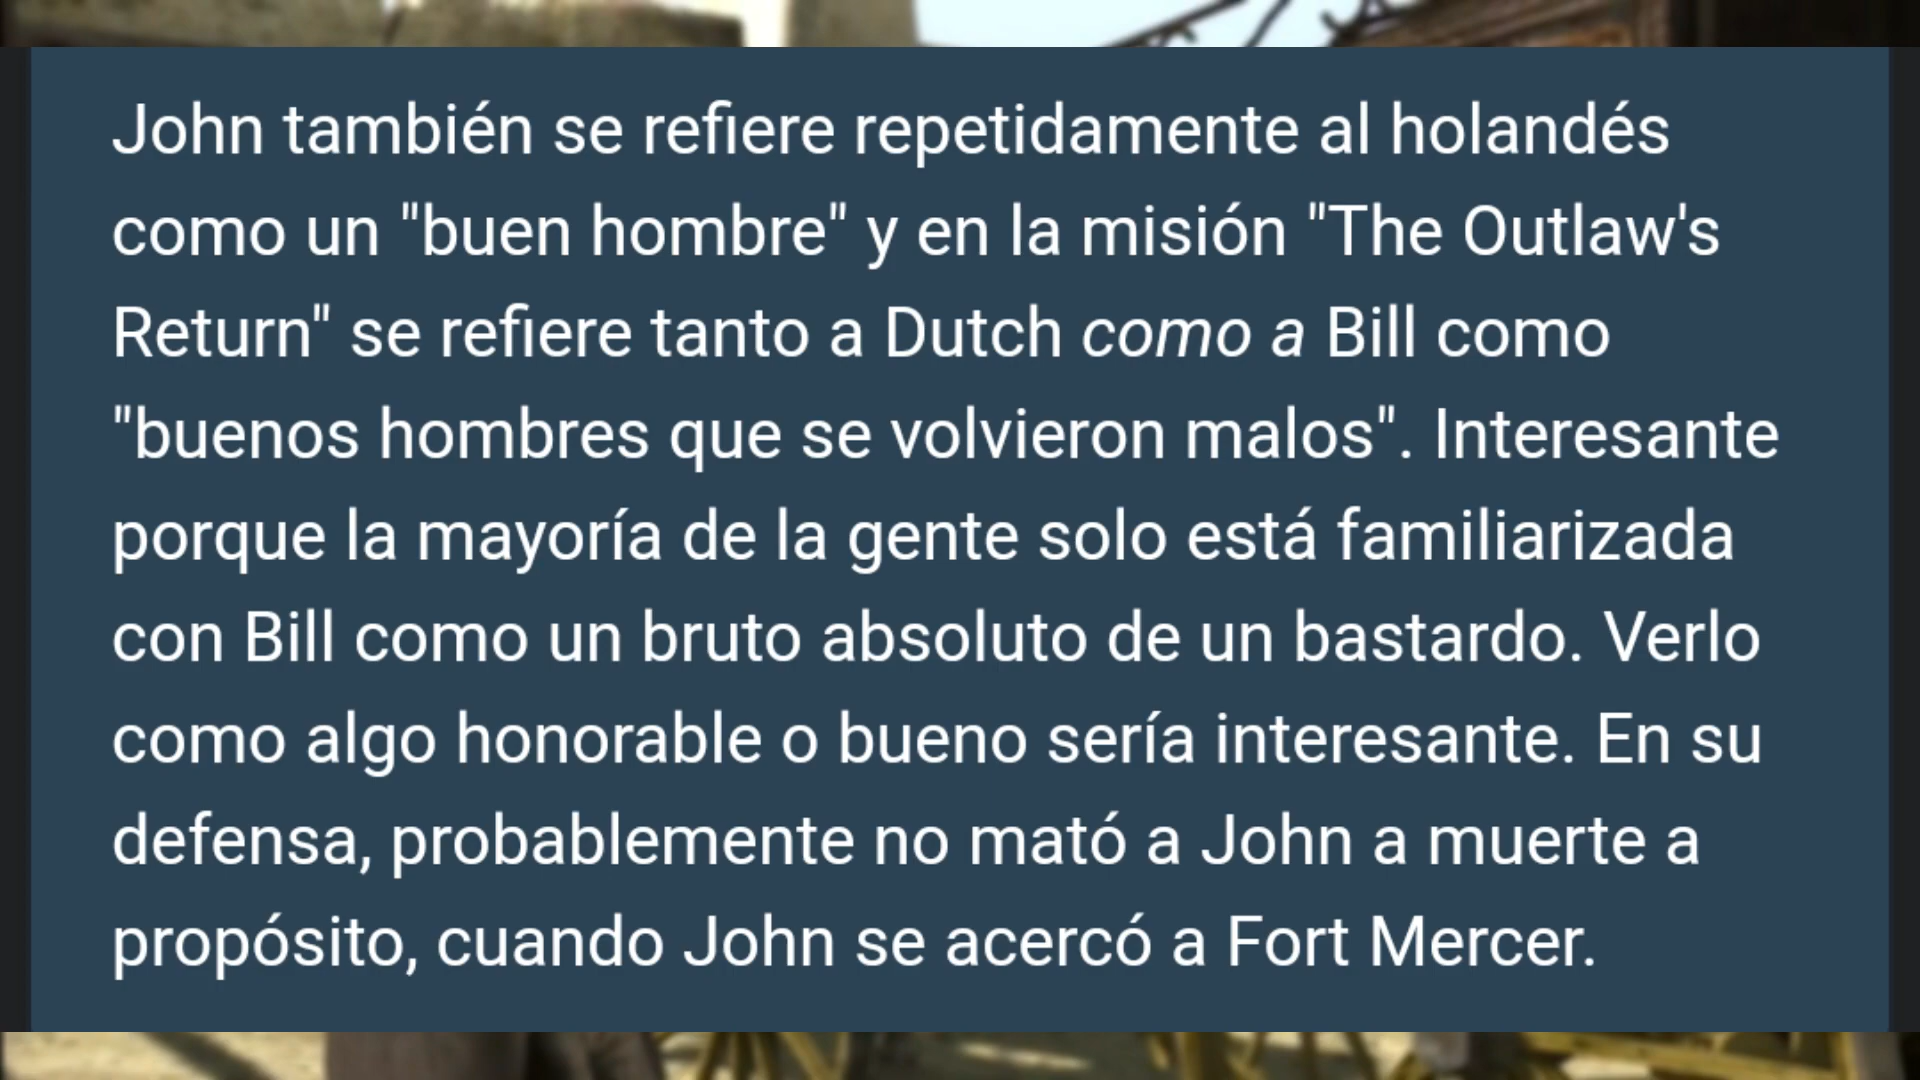 John también se refiere repetidamente al holandés
como un "buen hombre" y en la misión "The Outlaw's
Return" se refiere tanto a Dutch como a Bill como
"buenos hombres que se volvieron malos". Interesante
porque la mayoría de la gente solo está familiarizada
con Bill como un bruto absoluto de un bastardo. Verlo
como algo honorable o bueno sería interesante. En su
defensa, probablemente no mató a John a muerte a
propósito, cuando John se acercó a Fort Mercer.